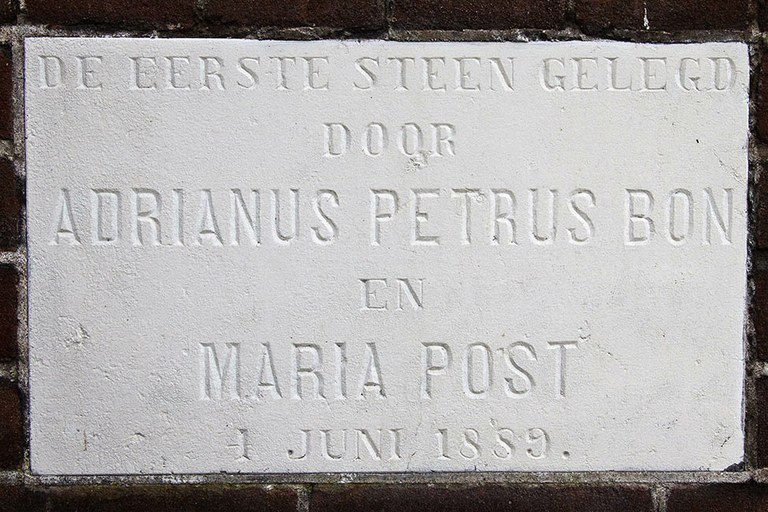 DE EERSTE STEEN GELEGD
DOOR
ADRIANUS PETRUS BON
EN
MARIA POST
1 JUNI 1889.